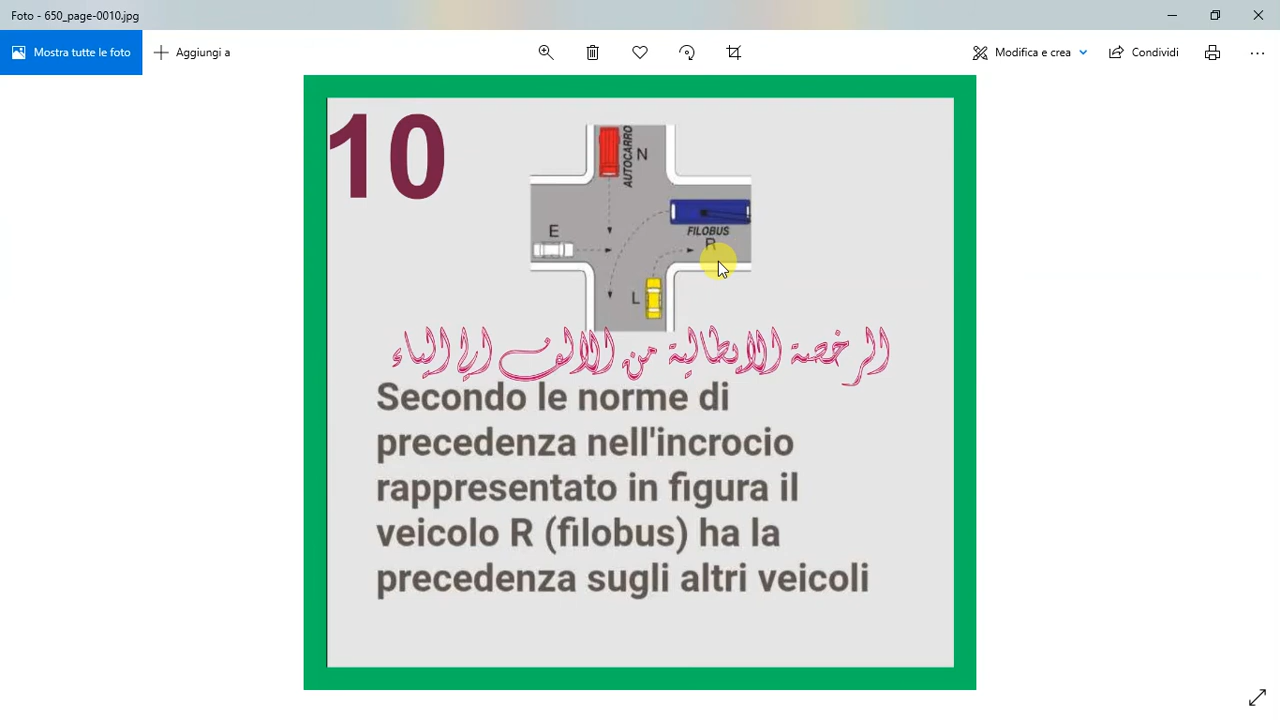 Foto - 650_page-0010.jpg
Mostra tutte le foto
Aggiungi a
Modifica e crea
Condividi
10
AUTOCARRO
N
E
FILOBUS
R
L
الرخصة الايطالية من الالف الى الياء
Secondo le norme di
precedenza nell'incrocio
rappresentato in figura il
veicolo R (filobus) ha la
precedenza sugli altri veicoli